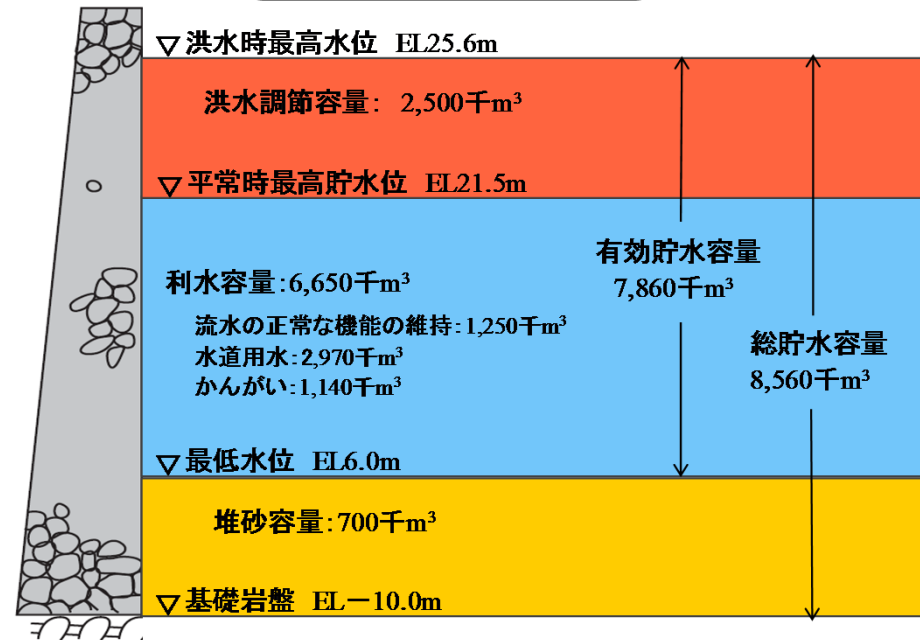 ▽洪水時最高水位 EL25.6m
洪水調節容量： 2,500千m³
▽平常時最高貯水位 EL21.5m
有効貯水容量
7,860千m³
利水容量：6,650千m³
流水の正常な機能の維持：1,250千m³
水道用水：2,970千m³
かんがい：1,140千m³
総貯水容量
8,560千m³
▽最低水位 EL6.0m
堆砂容量：700千m³
▽基礎岩盤 EL－10.0m